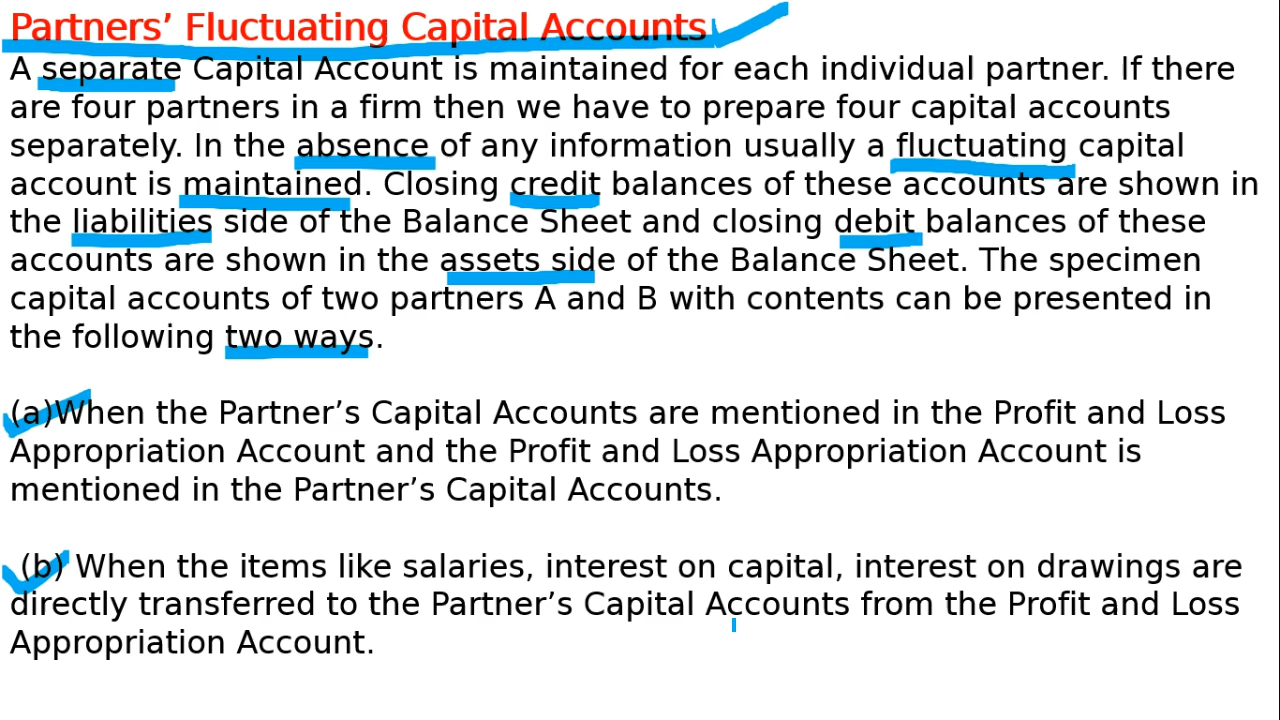 Partners’ Fluctuating Capital Accounts
A separate Capital Account is maintained for each individual partner. If there
are four partners in a firm then we have to prepare four capital accounts
separately. In the absence of any information usually a fluctuating capital
account is maintained. Closing credit balances of these accounts are shown in
the liabilities side of the Balance Sheet and closing debit balances of these
accounts are shown in the assets side of the Balance Sheet. The specimen
capital accounts of two partners A and B with contents can be presented in
the following two ways.
(a)When the Partner’s Capital Accounts are mentioned in the Profit and Loss
Appropriation Account and the Profit and Loss Appropriation Account is
mentioned in the Partner’s Capital Accounts.
(b) When the items like salaries, interest on capital, interest on drawings are
directly transferred to the Partner’s Capital Accounts from the Profit and Loss
Appropriation Account.